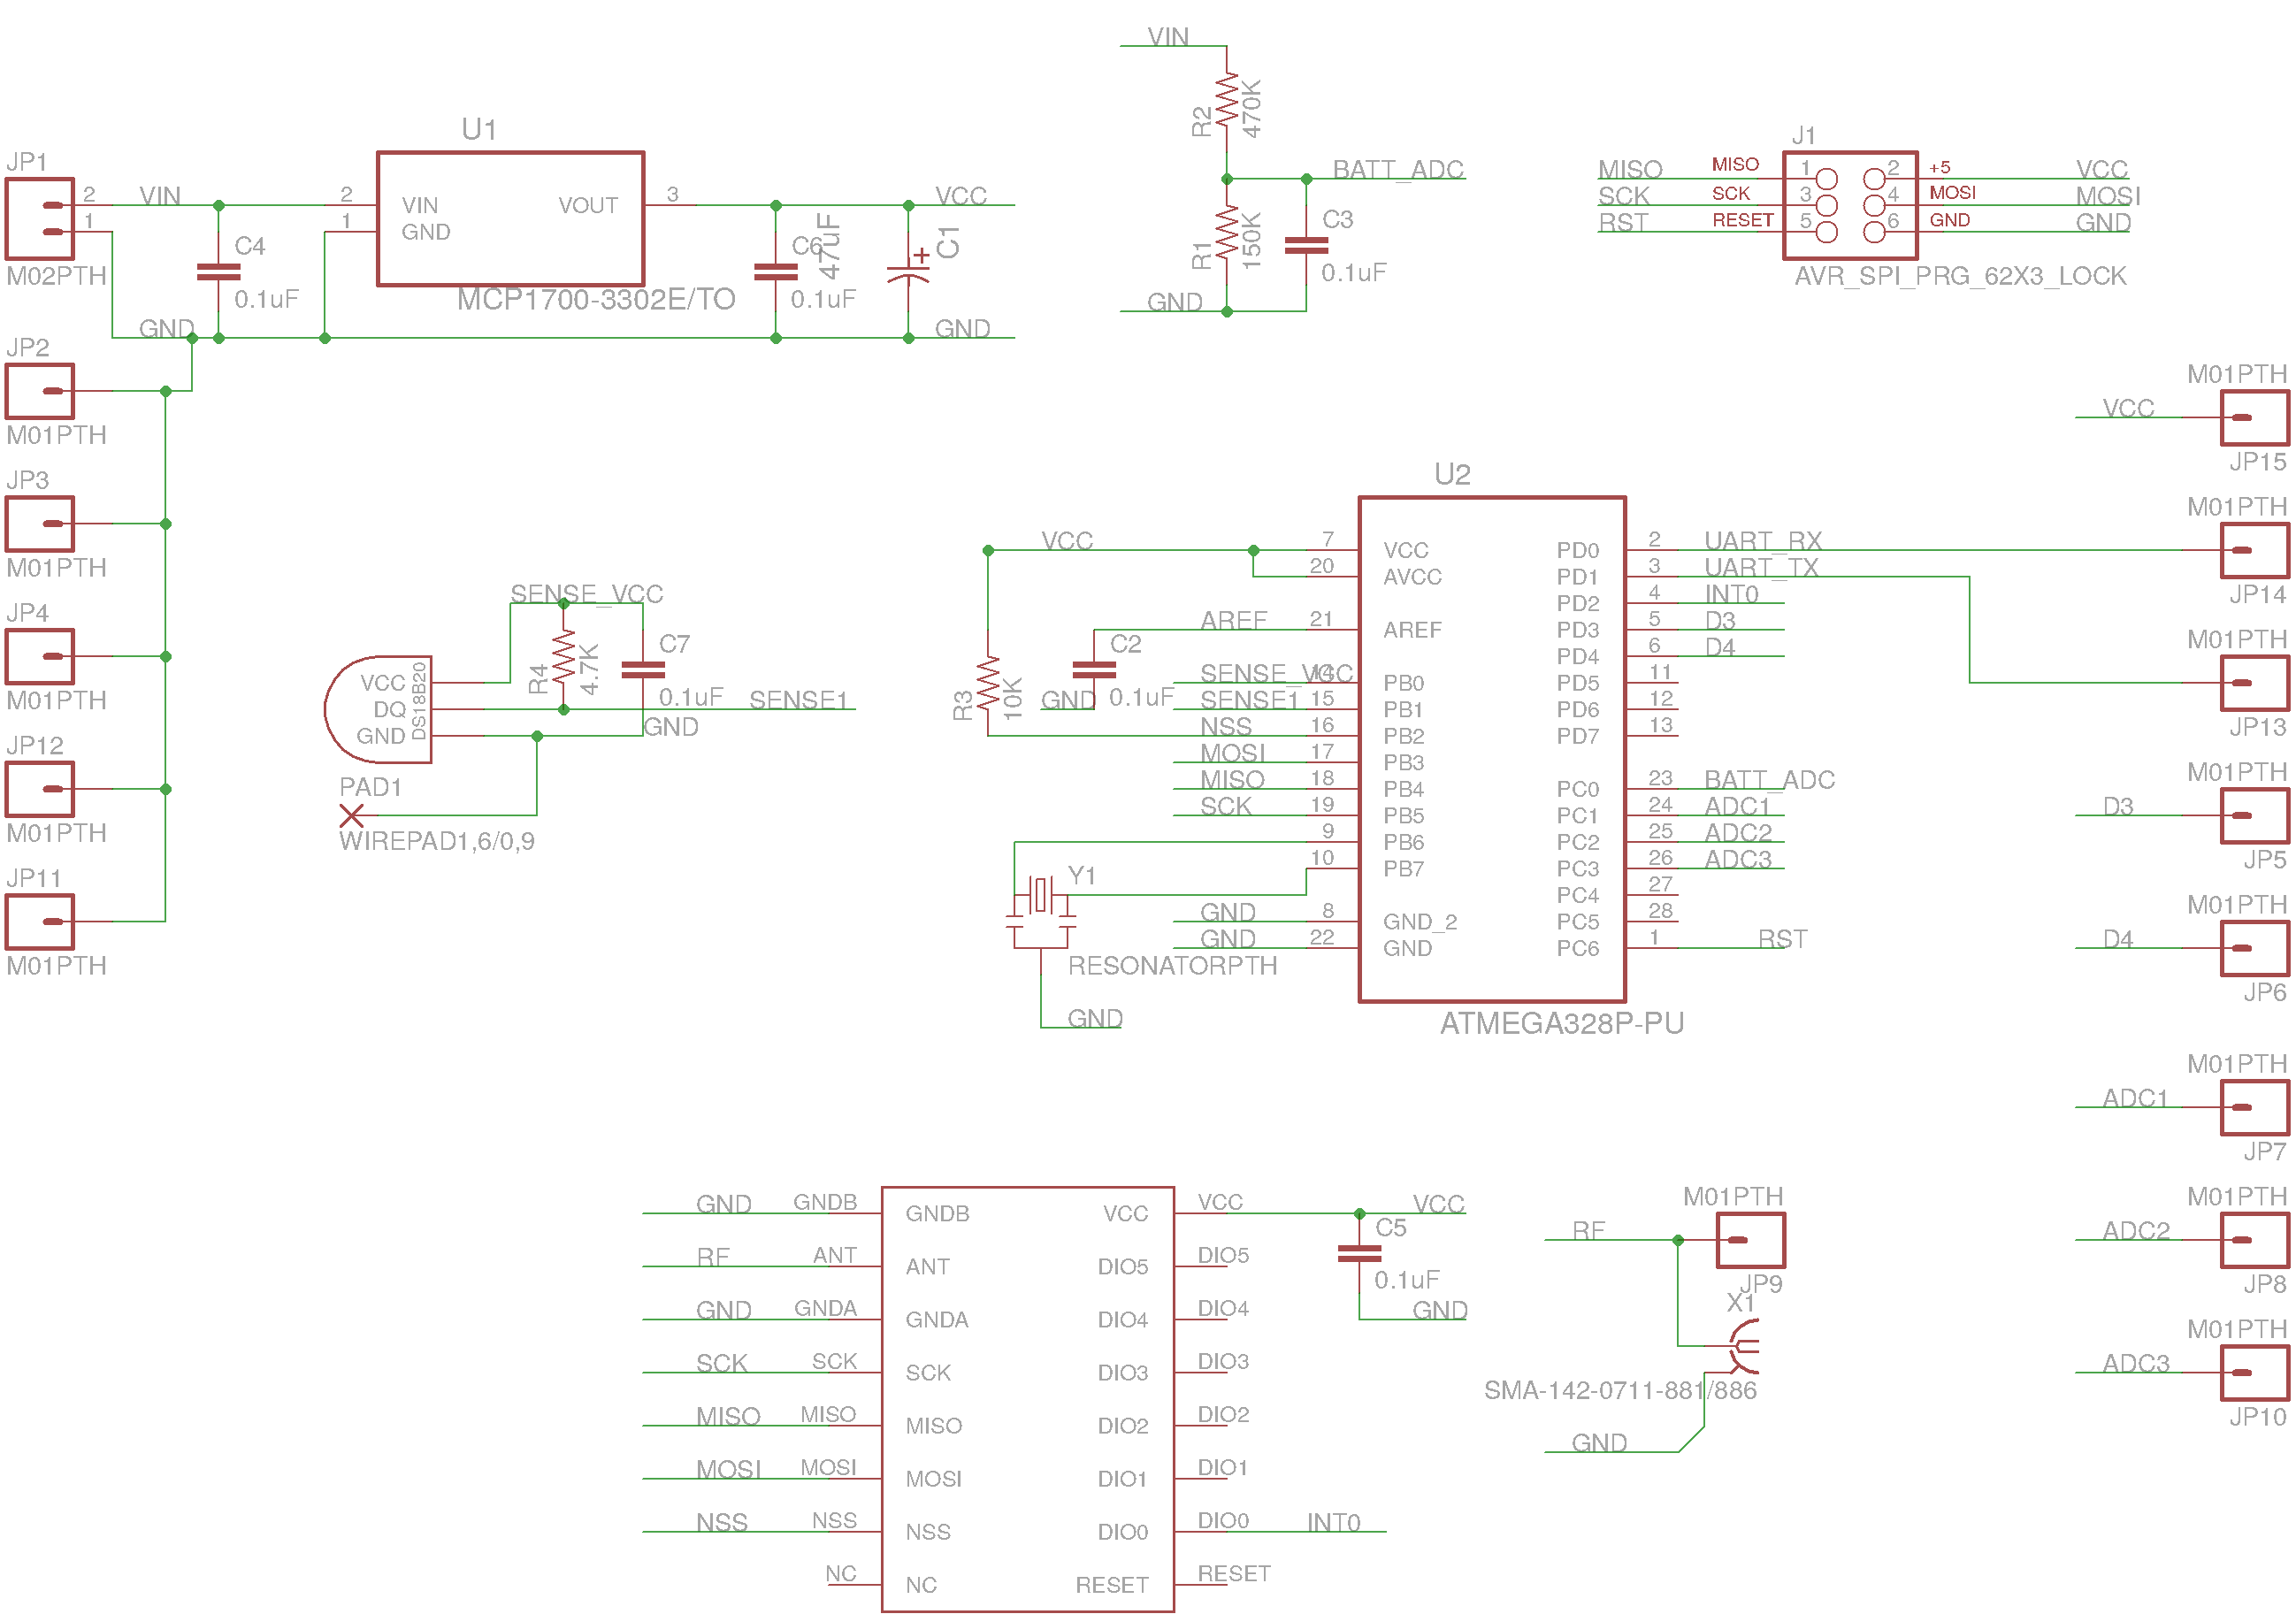 VIN
R2
470K
BATT_ADC
R1
150K
C3
0.1uF
GND
U1
JP1
2
1
M02PTH
VIN
C4
0.1uF
GND
2
1
VIN
GND
VOUT
3
MCP1700-3302E/TO
C6
0.1uF
47uF
C1
+
VCC
GND
J1
MISO
SCK
RST
MISO
SCK
RESET
1
3
5
2
4
6
+5
MOSI
GND
VCC
MOSI
GND
AVR_SPI_PRG_62X3_LOCK
JP2
M01PTH
JP3
M01PTH
JP4
M01PTH
JP12
M01PTH
JP11
M01PTH
SENSE_VCC
R4
4.7K
C7
0.1uF
SENSE1
GND
VCC
DQ
GND
DS18B20
PAD1
WIREPAD1,6/0,9
U2
VCC
R3
10K
AREF
C2
0.1uF
GND
SENSE_VCC
SENSE1
NSS
MOSI
MISO
SCK
Y1
RESONATORPTH
GND
GND
GND
7
20
21
14
15
16
17
18
19
9
10
8
22
VCC
AVCC
AREF
PB0
PB1
PB2
PB3
PB4
PB5
PB6
PB7
GND_2
GND
PD0
PD1
PD2
PD3
PD4
PD5
PD6
PD7
PC0
PC1
PC2
PC3
PC4
PC5
PC6
2
3
4
5
6
11
12
13
23
24
25
26
27
28
1
UART_RX
UART_TX
INT0
D3
D4
BATT_ADC
ADC1
ADC2
ADC3
RST
ATMEGA328P-PU
M01PTH
VCC
JP15
M01PTH
JP14
M01PTH
JP13
M01PTH
D3
JP5
M01PTH
D4
JP6
M01PTH
ADC1
JP7
M01PTH
ADC2
JP8
M01PTH
ADC3
JP10
GND
RF
GND
SCK
MISO
MOSI
NSS
GNDB
ANT
GNDA
SCK
MISO
MOSI
NSS
NC
GNDB
ANT
GNDA
SCK
MISO
MOSI
NSS
NC
VCC
DIO5
DIO4
DIO3
DIO2
DIO1
DIO0
RESET
VCC
DIO5
DIO4
DIO3
DIO2
DIO1
DIO0
RESET
VCC
C5
0.1uF
GND
INT0
M01PTH
RF
JP9
X1
SMA-142-0711-881/886
GND